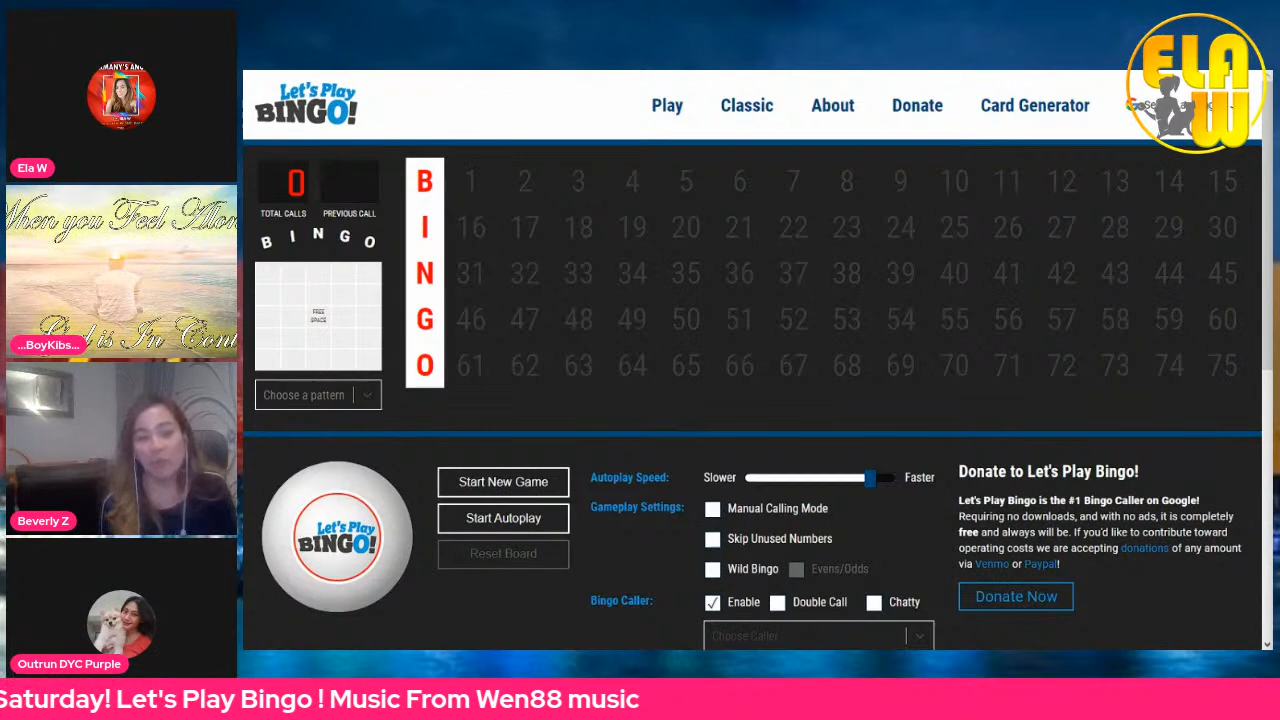 MANY'S
Ela W
When you Feel Alon
God is In Cont
...BoyKIbs...
Beverly Z
Outrun DYC Purple
Let's Play
BINGO!
Play Classic About Donate Card Generator
ELA
W
0
TOTAL CALLS PREVIOUS CALL
B I N G O
FREE
SPACE
Choose a pattern
B 1 2 3 4 5 6 7 8 9 10 11 12 13 14 15
I 16 17 18 19 20 21 22 23 24 25 26 27 28 29 30
N 31 32 33 34 35 36 37 38 39 40 41 42 43 44 45
G 46 47 48 49 50 51 52 53 54 55 56 57 58 59 60
O 61 62 63 64 65 66 67 68 69 70 71 72 73 74 75
Let's Play
BINGO!
Start New Game
Start Autoplay
Reset Board
Autoplay Speed: Slower Faster
Gameplay Settings: Manual Calling Mode
Skip Unused Numbers
Wild Bingo Evens/Odds
Bingo Caller: Enable Double Call Chatty
Choose Caller
Donate to Let's Play Bingo!
Let's Play Bingo is the #1 Bingo Caller on Google!
Requiring no downloads, and with no ads, it is completely
free and always will be. If you'd like to contribute toward
operating costs we are accepting donations of any amount
via Venmo or Paypal!
Donate Now
Saturday! Let's Play Bingo ! Music From Wen88 music